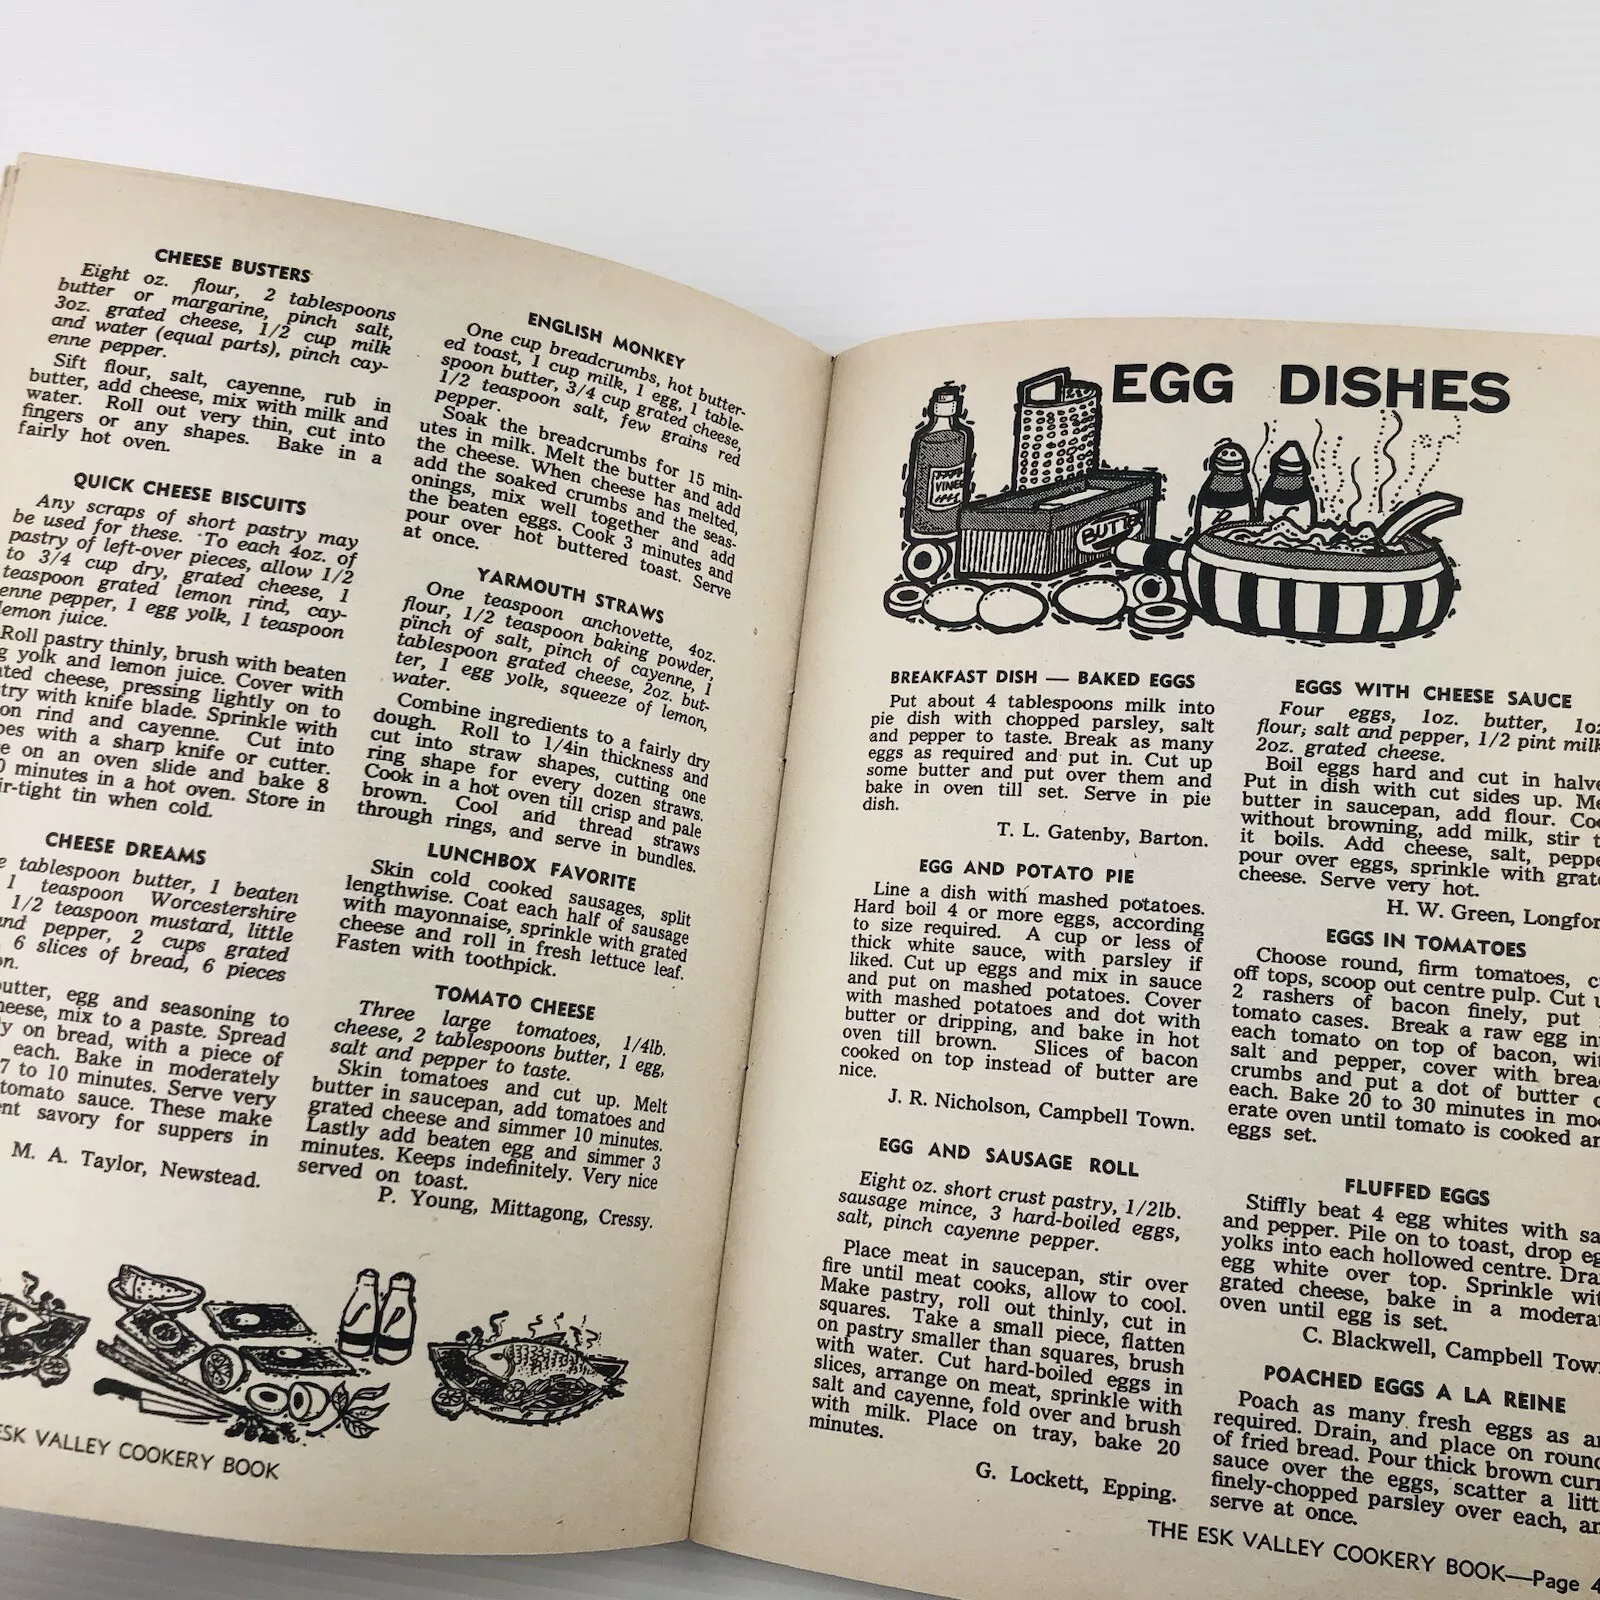 CHEESE BUSTERS
Eight oz. flour, 2 tablespoons
butter or margarine, pinch salt,
3oz. grated cheese, 1/2 cup milk
and water (equal parts), pinch cay-
enne pepper.
Sift flour, salt, cayenne, rub in
butter, add cheese, mix with milk and
water. Roll out very thin, cut into
fingers or any shapes. Bake in a
fairly hot oven.
QUICK CHEESE BISCUITS
Any scraps of short pastry may
be used for these. To each 4oz. of
pastry of left-over pieces, allow 1/2
to 3/4 cup dry, grated cheese, 1
teaspoon grated lemon rind, cay-
enne pepper, 1 egg yolk, 1 teaspoon
lemon juice.
Roll pastry thinly, brush with beaten
yolk and lemon juice. Cover with
cheese, pressing lightly on to
with knife blade. Sprinkle with
rind and cayenne. Cut into
with a sharp knife or cutter.
on an oven slide and bake 8
minutes in a hot oven. Store in
tin when cold.
CHEESE DREAMS
tablespoon butter, 1 beaten
1 teaspoon Worcestershire
1/2 teaspoon mustard, little
and pepper, 2 cups grated
6 slices of bread, 6 pieces
butter, egg and seasoning to
cheese, mix to a paste. Spread
on bread, with a piece of
each. Bake in moderately
7 to 10 minutes. Serve very
tomato sauce. These make
savory for suppers in
M. A. Taylor, Newstead.
ENGLISH MONKEY
One cup breadcrumbs, hot butter-
ed toast, 1 cup milk, 1 egg, 1 table-
spoon butter, 3/4 cup grated cheese,
1/2 teaspoon salt, few grains red
pepper.
Soak the breadcrumbs for 15 min-
utes in milk. Melt the butter and add
the cheese. When cheese has melted,
add the soaked crumbs and the seas-
onings, mix well together and add
the beaten eggs. Cook 3 minutes and
pour over hot buttered toast. Serve
at once.
YARMOUTH STRAWS
One teaspoon anchovette, 4oz.
flour, 1/2 teaspoon baking powder,
pinch of salt, pinch of cayenne, 1
tablespoon grated cheese, 2oz. but-
ter, 1 egg yolk, squeeze of lemon,
water.
Combine ingredients to a fairly dry
dough. Roll to 1/4in thickness and
cut into straw shapes, cutting one
ring shape for every dozen straws.
Cook in a hot oven till crisp and pale
brown. Cool and thread straws
through rings, and serve in bundles.
LUNCHBOX FAVORITE
Skin cold cooked sausages, split
lengthwise. Coat each half of sausage
with mayonnaise, sprinkle with grated
cheese and roll in fresh lettuce leaf.
Fasten with toothpick.
TOMATO CHEESE
Three large tomatoes, 1/4lb.
cheese, 2 tablespoons butter, 1 egg,
salt and pepper to taste.
Skin tomatoes and cut up. Melt
butter in saucepan, add tomatoes and
grated cheese and simmer 10 minutes.
Lastly add beaten egg and simmer 3
minutes. Keeps indefinitely. Very nice
served on toast.
P. Young, Mittagong, Cressy.
ESK VALLEY COOKERY BOOK
EGG DISHES
VINEG
BUTT
BREAKFAST DISH — BAKED EGGS
Put about 4 tablespoons milk into
pie dish with chopped parsley, salt
and pepper to taste. Break as many
eggs as required and put in. Cut up
some butter and put over them and
bake in oven till set. Serve in pie
dish.
T. L. Gatenby, Barton.
EGG AND POTATO PIE
Line a dish with mashed potatoes.
Hard boil 4 or more eggs, according
to size required. A cup or less of
thick white sauce, with parsley if
liked. Cut up eggs and mix in sauce
and put on mashed potatoes. Cover
with mashed potatoes and dot with
butter or dripping, and bake in hot
oven till brown. Slices of bacon
cooked on top instead of butter are
nice.
J. R. Nicholson, Campbell Town.
EGG AND SAUSAGE ROLL
Eight oz. short crust pastry, 1/2lb.
sausage mince, 3 hard-boiled eggs,
salt, pinch cayenne pepper.
Place meat in saucepan, stir over
fire until meat cooks, allow to cool.
Make pastry, roll out thinly, cut in
squares. Take a small piece, flatten
on pastry smaller than squares, brush
with water. Cut hard-boiled eggs in
slices, arrange on meat, sprinkle with
salt and cayenne, fold over and brush
with milk. Place on tray, bake 20
minutes.
G. Lockett, Epping.
EGGS WITH CHEESE SAUCE
Four eggs, 1oz. butter, 1oz
flour, salt and pepper, 1/2 pint milk
2oz. grated cheese.
Boil eggs hard and cut in halve
Put in dish with cut sides up. Me
butter in saucepan, add flour. Coo
without browning, add milk, stir t
it boils. Add cheese, salt, peppe
pour over eggs, sprinkle with grate
cheese. Serve very hot.
H. W. Green, Longfor
EGGS IN TOMATOES
Choose round, firm tomatoes, c
off tops, scoop out centre pulp. Cut u
2 rashers of bacon finely, put
tomato cases. Break a raw egg int
each tomato on top of bacon, wit
salt and pepper, cover with brea
crumbs and put a dot of butter o
each. Bake 20 to 30 minutes in mod
erate oven until tomato is cooked an
eggs set.
FLUFFED EGGS
Stiffly beat 4 egg whites with sa
and pepper. Pile on to toast, drop eg
yolks into each hollowed centre. Dra
egg white over top. Sprinkle wit
grated cheese, bake in a modera
oven until egg is set.
C. Blackwell, Campbell Tow
POACHED EGGS A LA REINE
Poach as many fresh eggs as a
required. Drain, and place on roun
of fried bread. Pour thick brown curr
sauce over the eggs, scatter a litt
finely-chopped parsley over each, an
serve at once.
THE ESK VALLEY COOKERY BOOK—Page 4